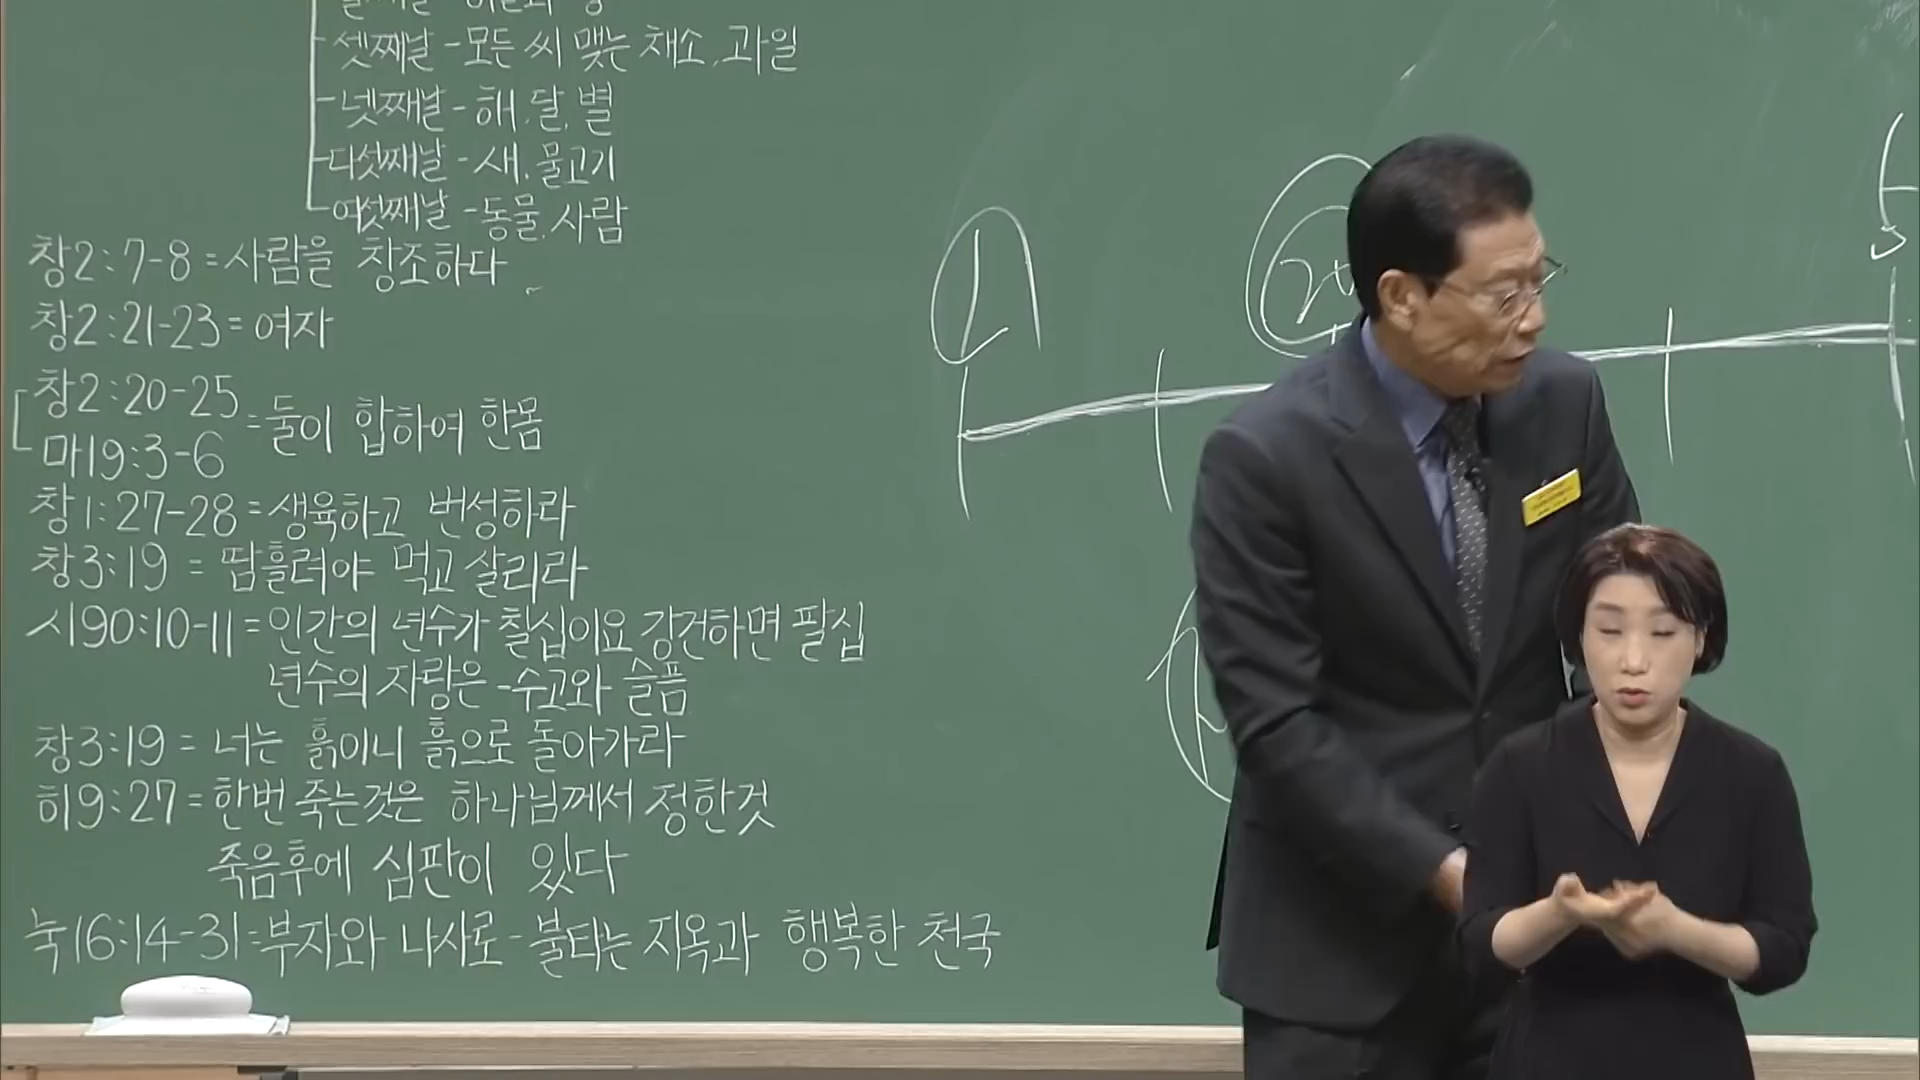 셋째날 - 모든 씨 맺는 채소, 과일
넷째날 - 해, 달, 별
다섯째날 - 새, 물고기
여섯째날 - 동물, 사람
창2:7-8 = 사람을 창조하다
창2:21-23 = 여자
창2:20-25
마19:3-6
= 둘이 합하여 한몸
창1:27-28 = 생육하고 번성하라
창3:19 = 땀흘려야 먹고 살리라
시90:10-11 = 인간의 년수가 칠십이요 강건하면 팔십
년수의 자랑은 - 수고와 슬픔
창3:19 = 너는 흙이니 흙으로 돌아가라
히9:27 = 한번 죽는것은 하나님께서 정한것
죽음후에 심판이 있다
눅16:14-31 = 부자와 나사로 - 불타는 지옥과 행복한 천국